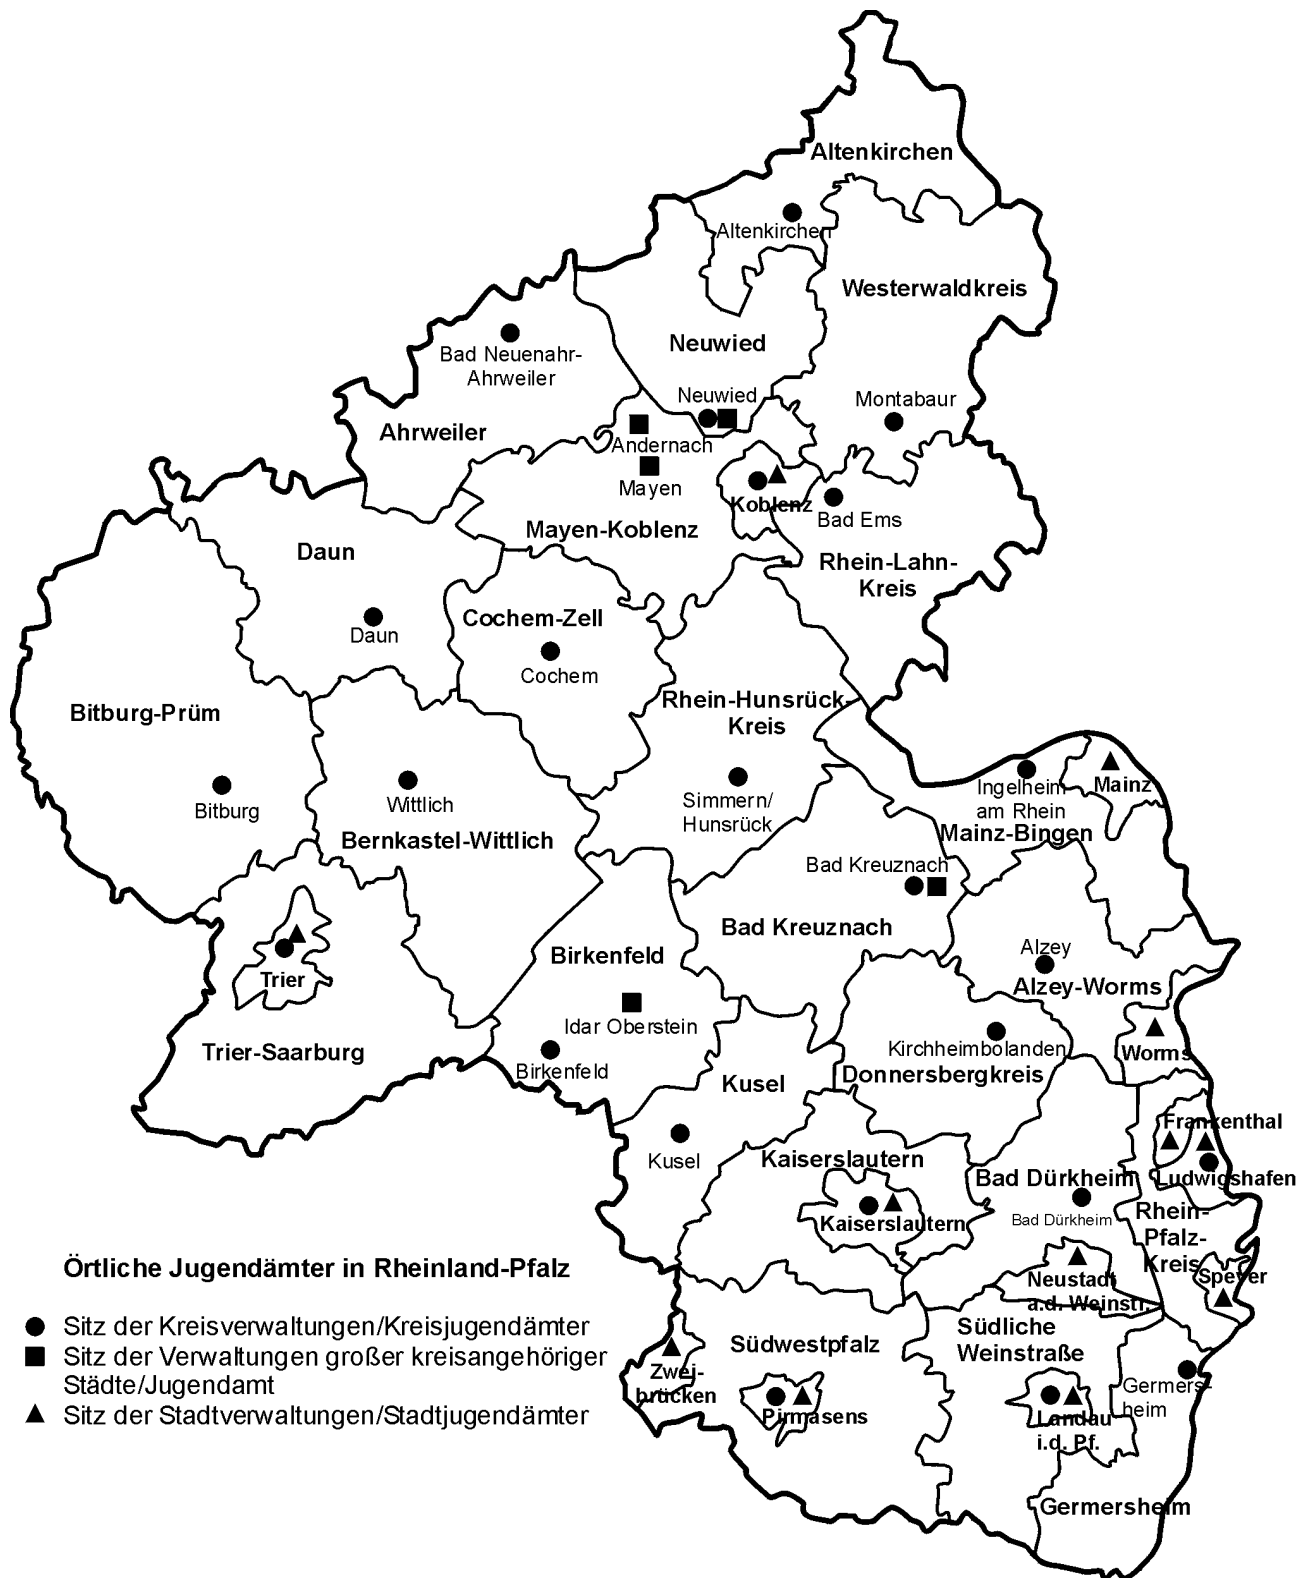 Altenkirchen
Altenkirchen
Westerwaldkreis
Neuwied
Bad Neuenahr-
Ahrweiler
Neuwied
Montabaur
Ahrweiler
Andernach
Mayen
Koblenz
Bad Ems
Mayen-Koblenz
Daun
Rhein-Lahn-
Kreis
Cochem-Zell
Daun
Cochem
Rhein-Hunsrück-
Kreis
Bitburg-Prüm
Bitburg
Wittlich
Simmern/
Hunsrück
Ingelheim
am Rhein
Mainz
Mainz-Bingen
Bernkastel-Wittlich
Bad Kreuznach
Bad Kreuznach
Birkenfeld
Alzey
Alzey-Worms
Trier
Idar Oberstein
Trier-Saarburg
Kirchheimbolanden
Donnersbergkreis
Worms
Birkenfeld
Kusel
Kusel
Frankenthal
Kaiserslautern
Kaiserslautern
Bad Dürkheim
Bad Dürkheim
Ludwigshafen
Rhein-
Pfalz-
Kreis
Speyer
Neustadt
a.d. Weinstr.
Örtliche Jugendämter in Rheinland-Pfalz
Sitz der Kreisverwaltungen/Kreisjugendämter
Sitz der Verwaltungen großer kreisangehöriger
Städte/Jugendamt
Sitz der Stadtverwaltungen/Stadtjugendämter
Südwestpfalz
Südliche
Weinstraße
Zwei-
brücken
Pirmasens
Landau
i.d. Pf.
Germers-
heim
Germersheim